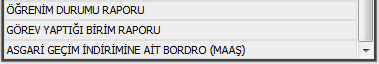 ÖĞRENİM DURUMU RAPORU
GÖREV YAPTIĞI BİRİM RAPORU
ASGARİ GEÇİM İNDİRİMİNE AİT BORDRO (MAAŞ)